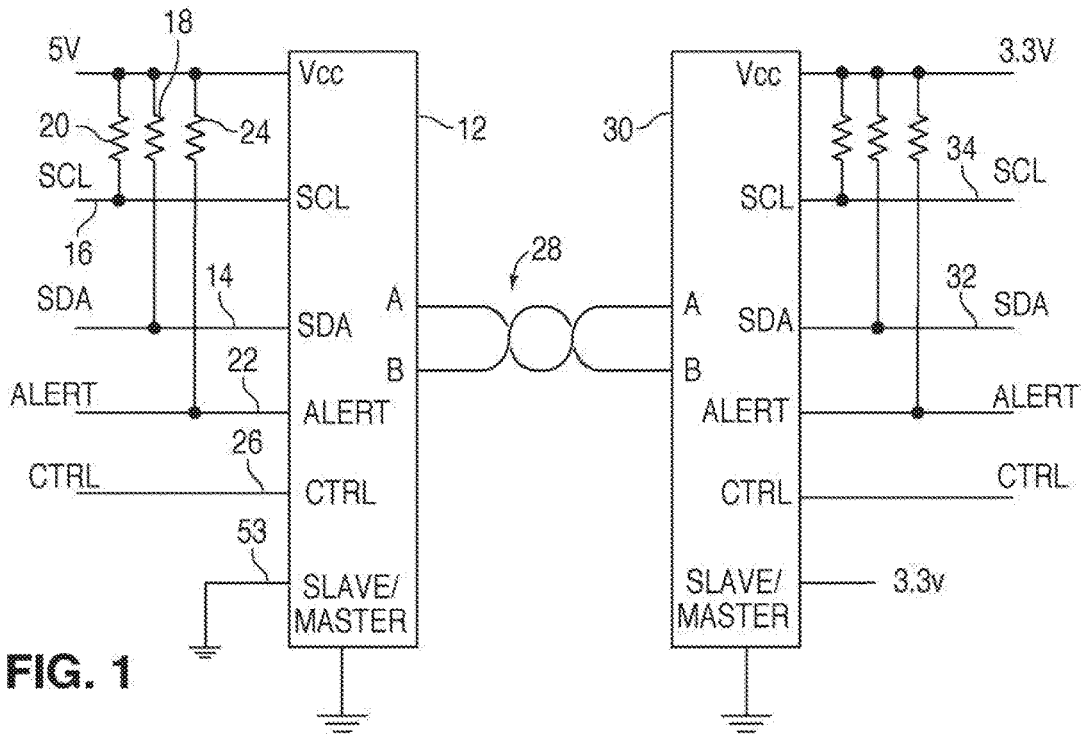 5V
18
Vcc
20
24
12
SCL
SCL
16
14
SDA
SDA
A
B
28
22
ALERT
ALERT
26
CTRL
CTRL
53
SLAVE/
MASTER
FIG. 1
3.3V
Vcc
30
34
SCL
SCL
32
SDA
A
SDA
B
ALERT
ALERT
CTRL
CTRL
SLAVE/
MASTER
3.3v